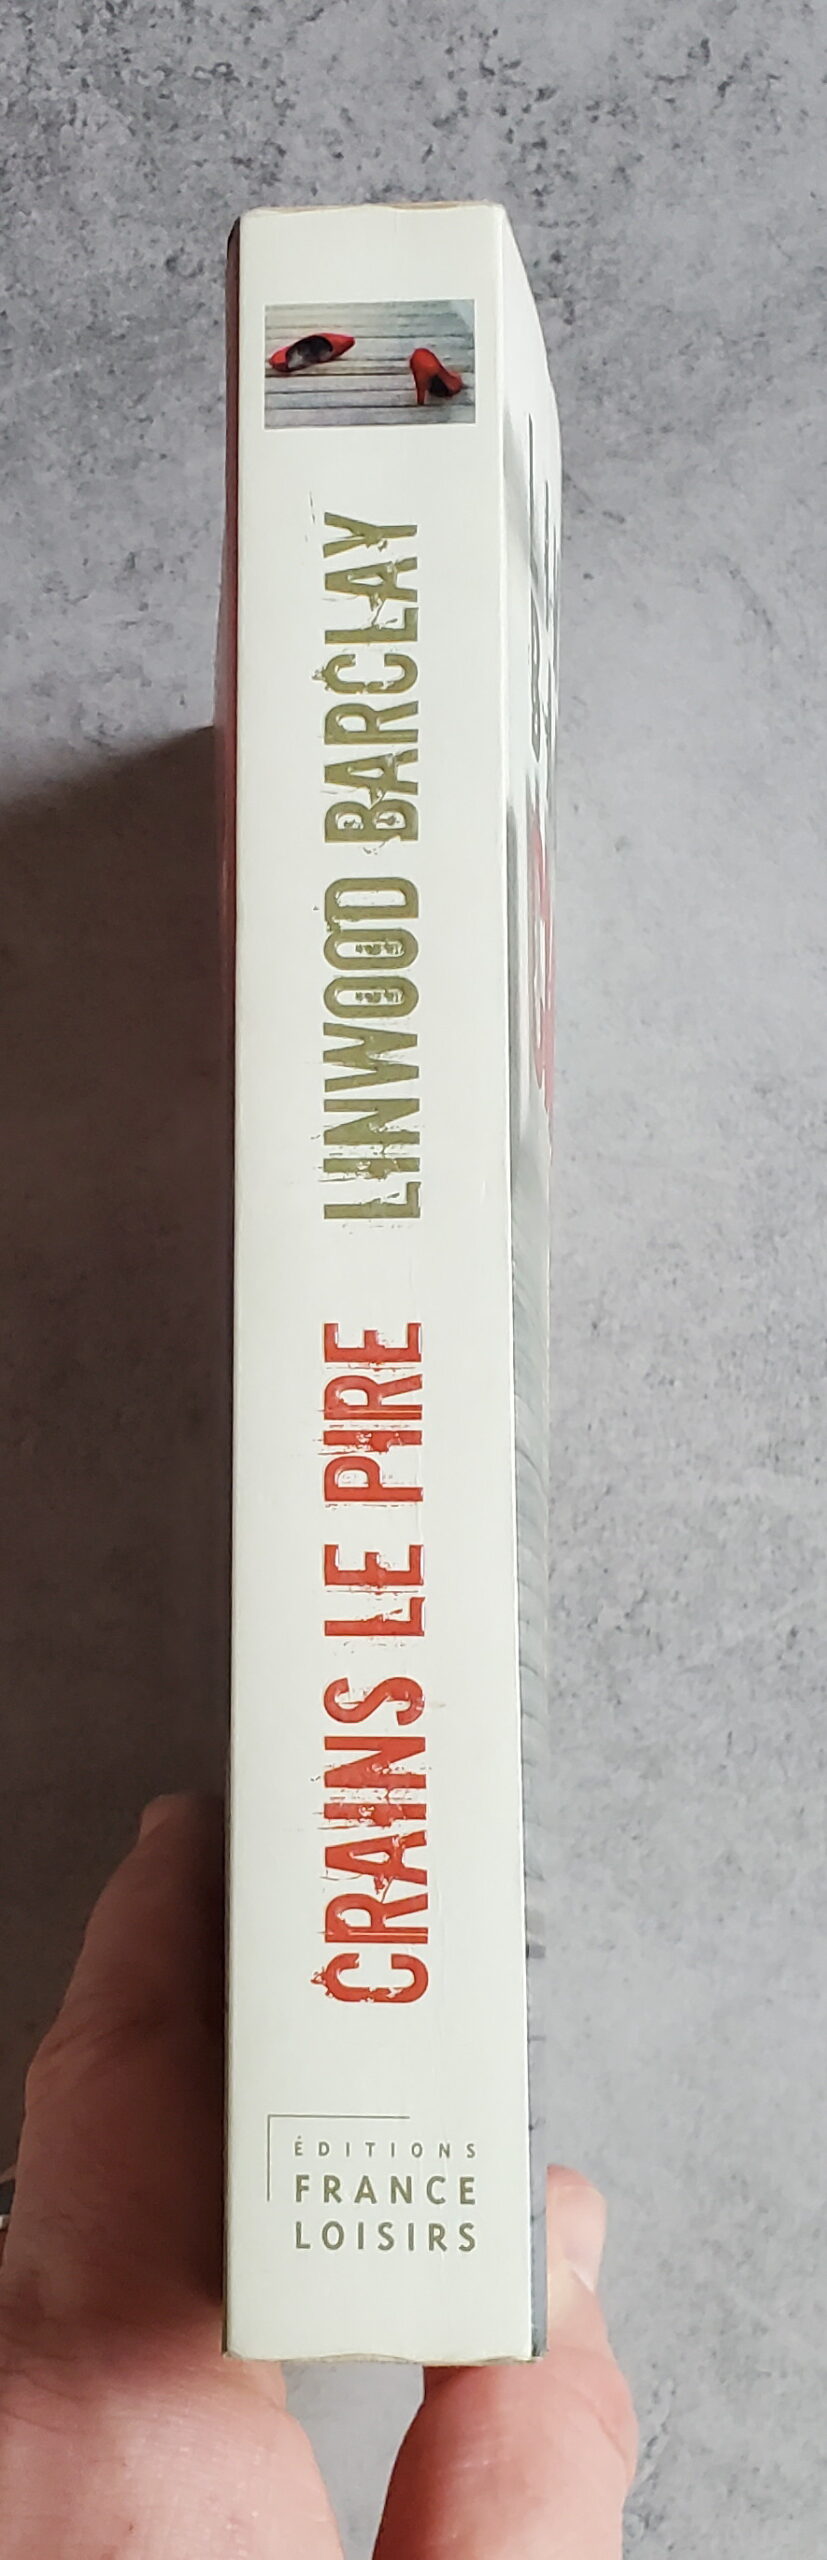 CRAINS LE PIRE LINWOOD BARCLAY
ÉDITIONS
FRANCE
LOISIRS